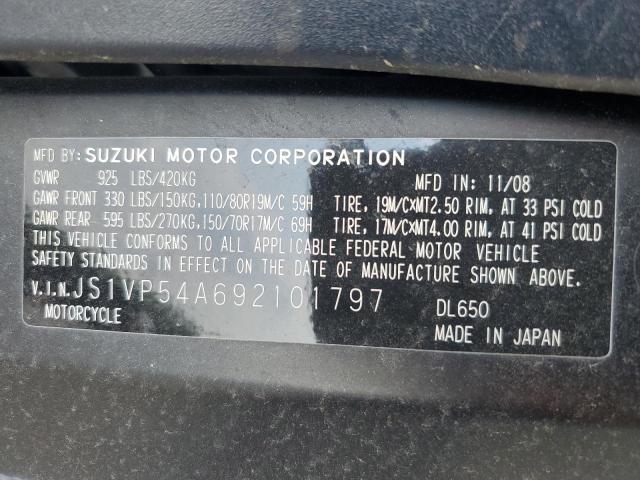 MFD BY: SUZUKI MOTOR CORPORATION
GVWR 925 LBS/420KG MFD IN: 11/08
GAWR FRONT 330 LBS/150KG,110/80R19M/C 59H TIRE, 19M/CXMT2.50 RIM, AT 33 PSI COLD
GAWR REAR 595 LBS/270KG,150/70R17M/C 69H TIRE, 17M/CXMT4.00 RIM, AT 41 PSI COLD
THIS VEHICLE CONFORMS TO ALL APPLICABLE FEDERAL MOTOR VEHICLE
SAFETY STANDARDS IN EFFECT ON THE DATE OF MANUFACTURE SHOWN ABOVE.
V.I.N.JS1VP54A692101797 DL650
MOTORCYCLE MADE IN JAPAN